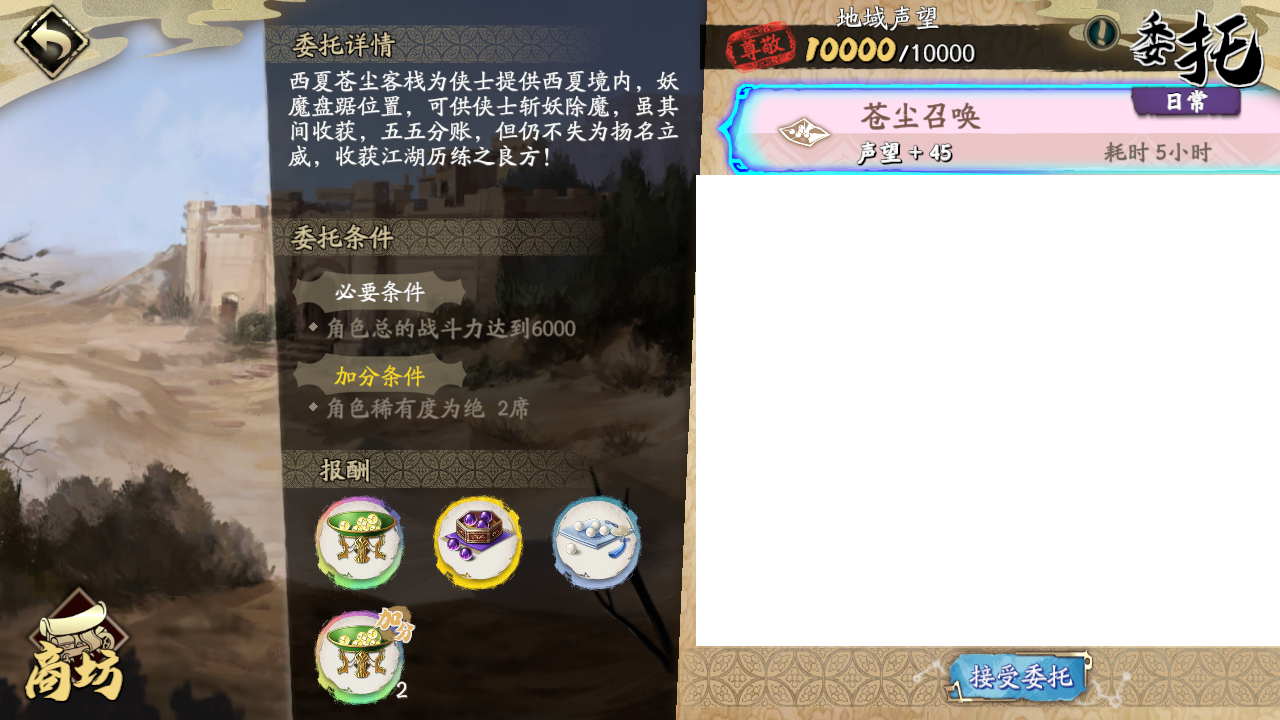 委托详情
西夏苍尘客栈为侠士提供西夏境内，妖
魔盘踞位置，可供侠士斩妖除魔，虽其
间收获，五五分账，但仍不失为扬名立
威，收获江湖历练之良方！
委托条件
必要条件
角色总的战斗力达到6000
加分条件
角色稀有度为绝 2席
报酬
加分
2
商坊
地域声望
尊敬
10000/10000
委托
日常
苍尘召唤
声望 + 45
耗时 5小时
接受委托